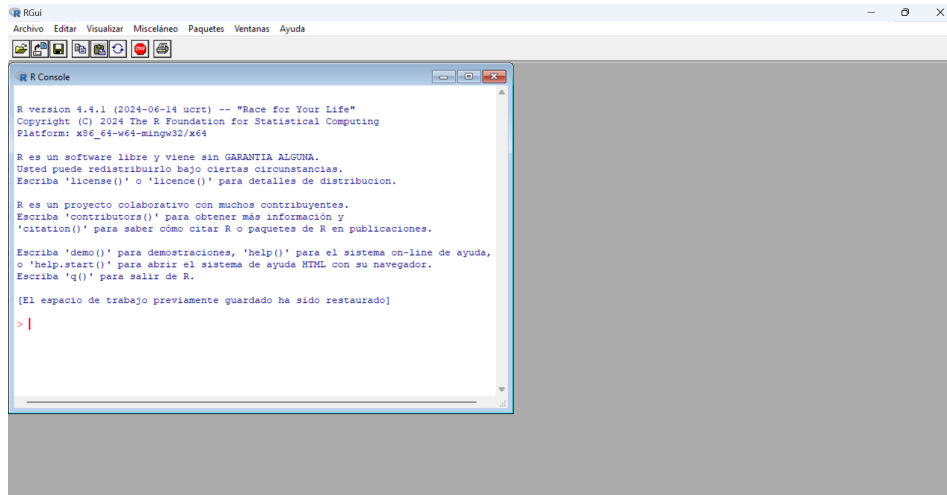 RGui
Archivo Editar Visualizar Misceláneo Paquetes Ventanas Ayuda
STOP
R Console
R version 4.4.1 (2024-06-14 ucrt) -- "Race for Your Life"
Copyright (C) 2024 The R Foundation for Statistical Computing
Platform: x86_64-w64-mingw32/x64
R es un software libre y viene sin GARANTIA ALGUNA.
Usted puede redistribuirlo bajo ciertas circunstancias.
Escriba 'license()' o 'licence()' para detalles de distribucion.
R es un proyecto colaborativo con muchos contribuyentes.
Escriba 'contributors()' para obtener más información y
'citation()' para saber cómo citar R o paquetes de R en publicaciones.
Escriba 'demo()' para demostraciones, 'help()' para el sistema on-line de ayuda,
o 'help.start()' para abrir el sistema de ayuda HTML con su navegador.
Escriba 'q()' para salir de R.
[El espacio de trabajo previamente guardado ha sido restaurado]
>